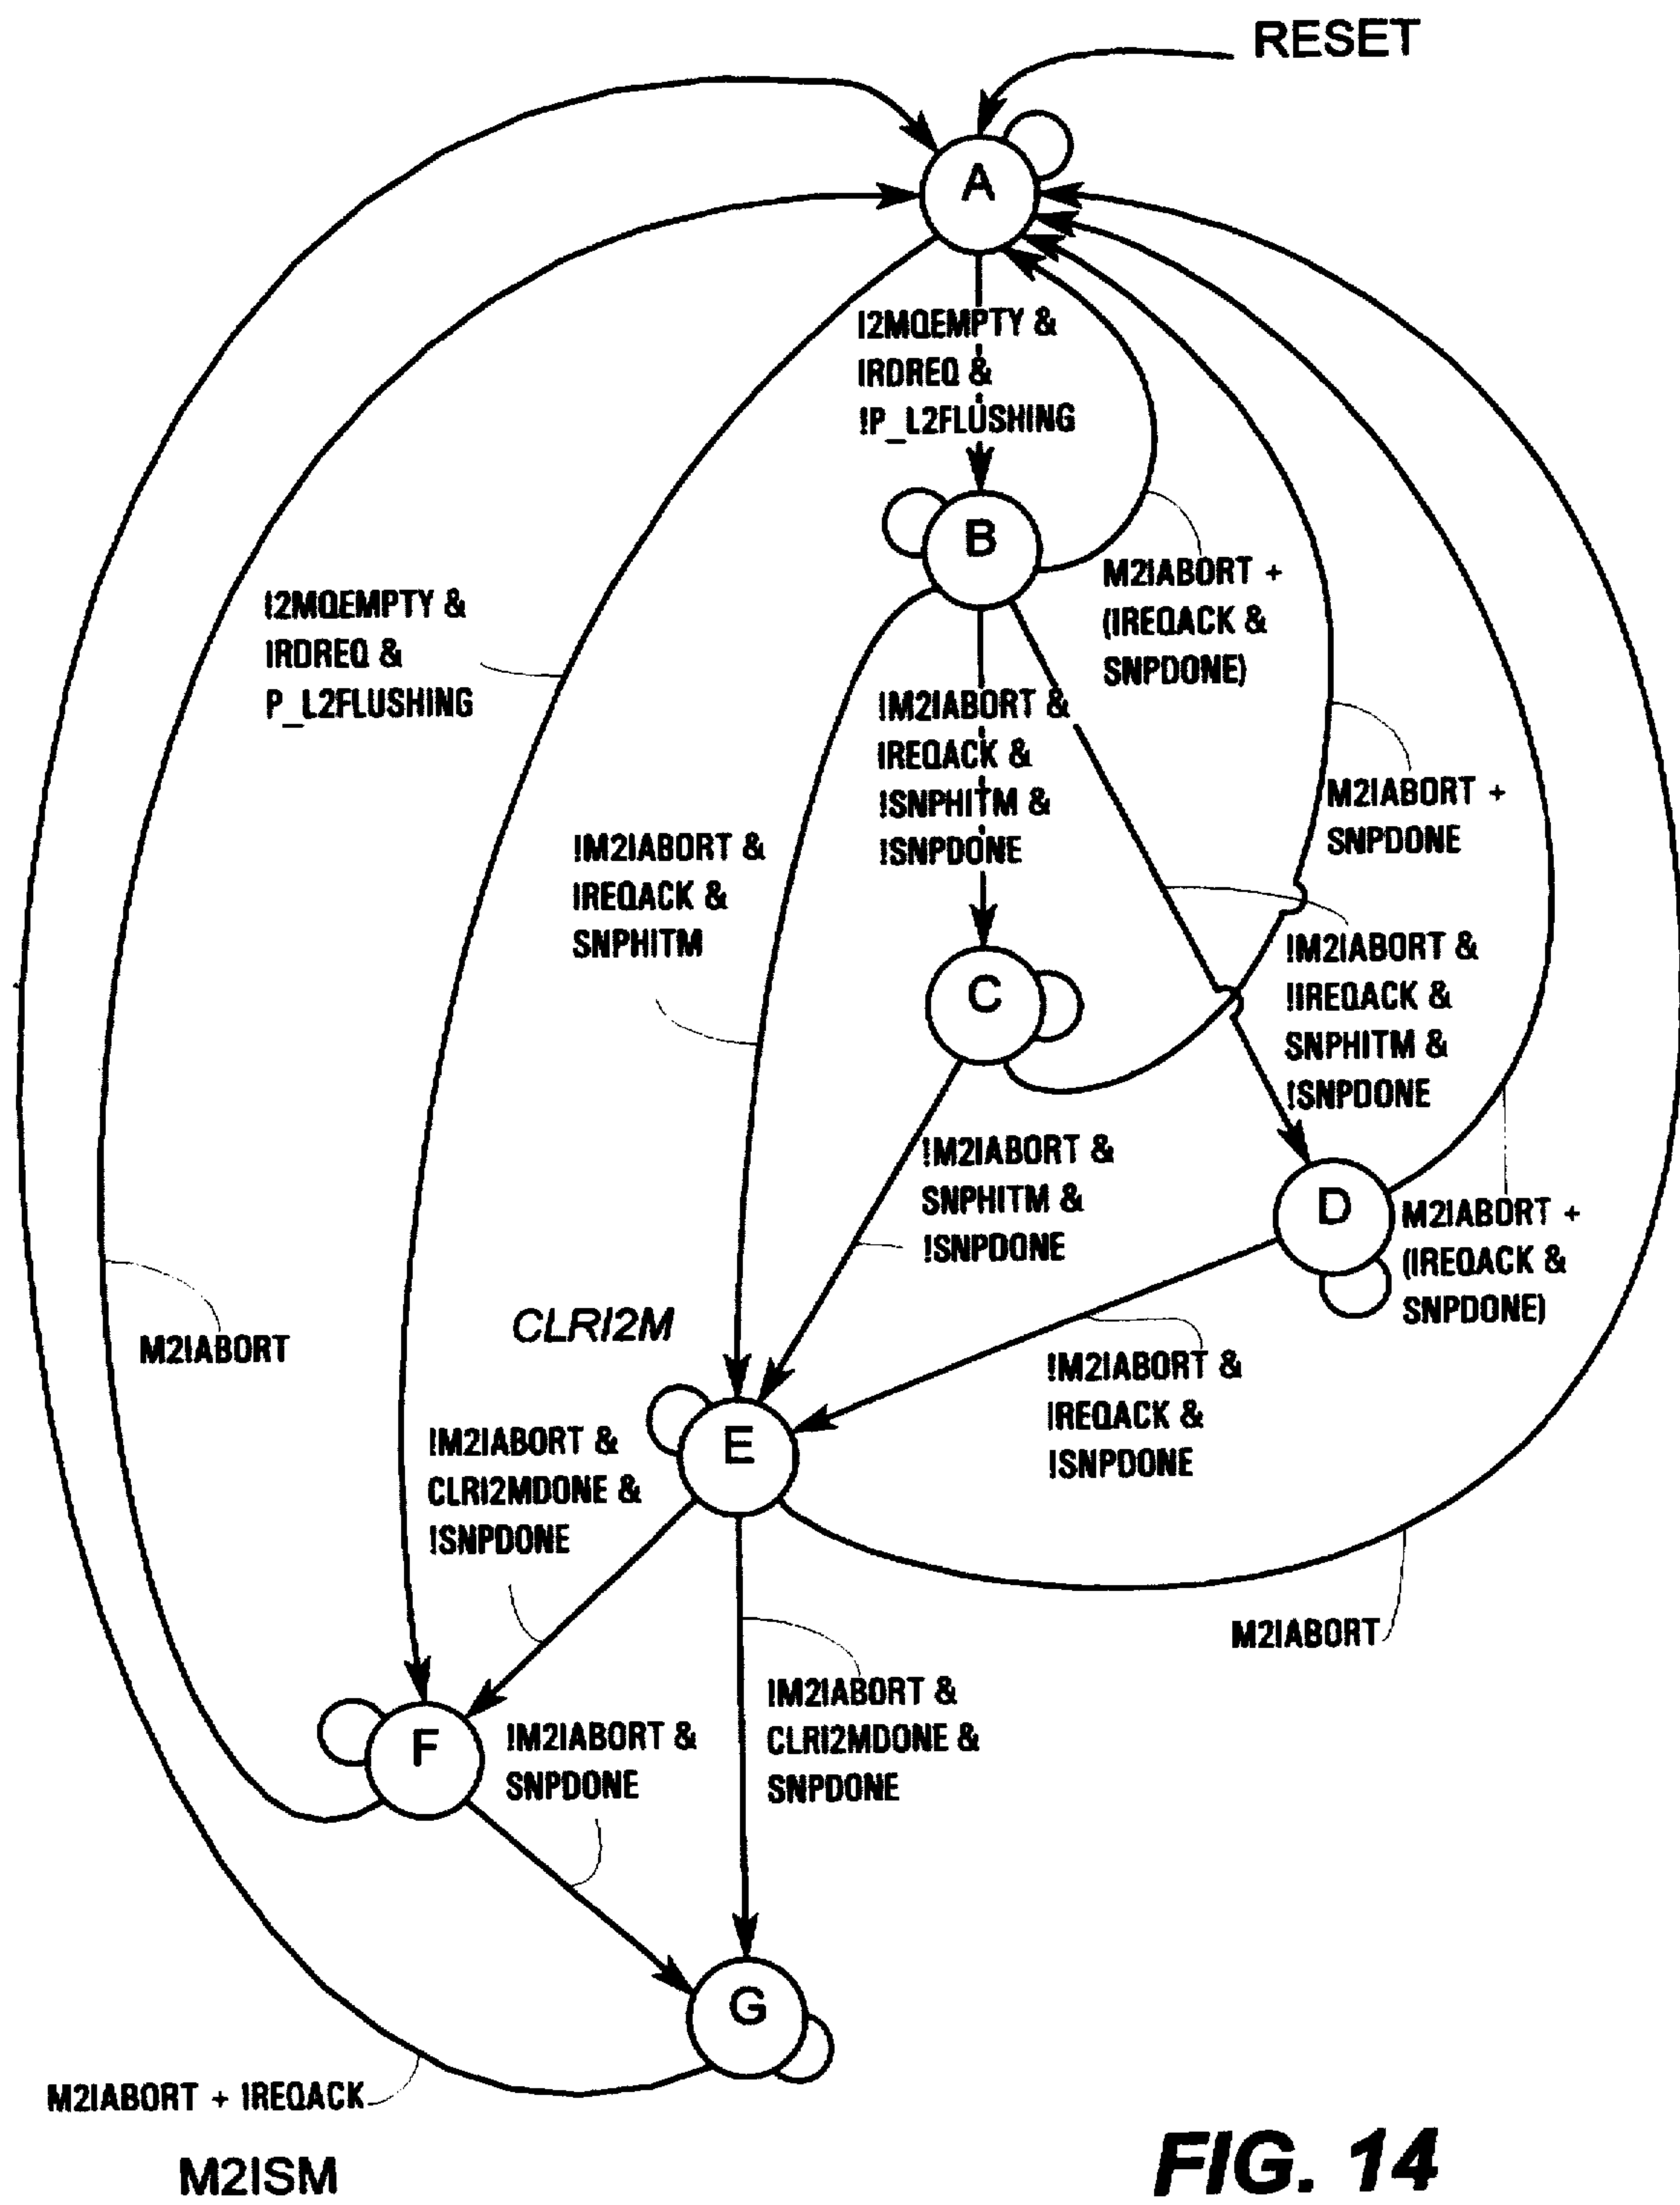 RESET
A
I2MQEMPTY &
IRDREQ &
!P_L2FLUSHING
B
M2IABORT +
(IREQACK &
SNPDONE)
I2MQEMPTY &
IRDREQ &
P_L2FLUSHING
!M2IABORT &
IREQACK &
!SNPHITM &
!SNPDONE
M2IABORT +
SNPDONE
!M2IABORT &
IREQACK &
SNPHITM
C
!M2IABORT &
!IREQACK &
SNPHITM &
!SNPDONE
!M2IABORT &
SNPHITM &
!SNPDONE
D
M2IABORT +
(IREQACK &
SNPDONE)
CLRI2M
M2IABORT
!M2IABORT &
IREQACK &
!SNPDONE
E
!M2IABORT &
CLRI2MDONE &
!SNPDONE
M2IABORT
!M2IABORT &
CLRI2MDONE &
SNPDONE
F
!M2IABORT &
SNPDONE
G
M2IABORT + IREQACK
M2ISM
FIG. 14